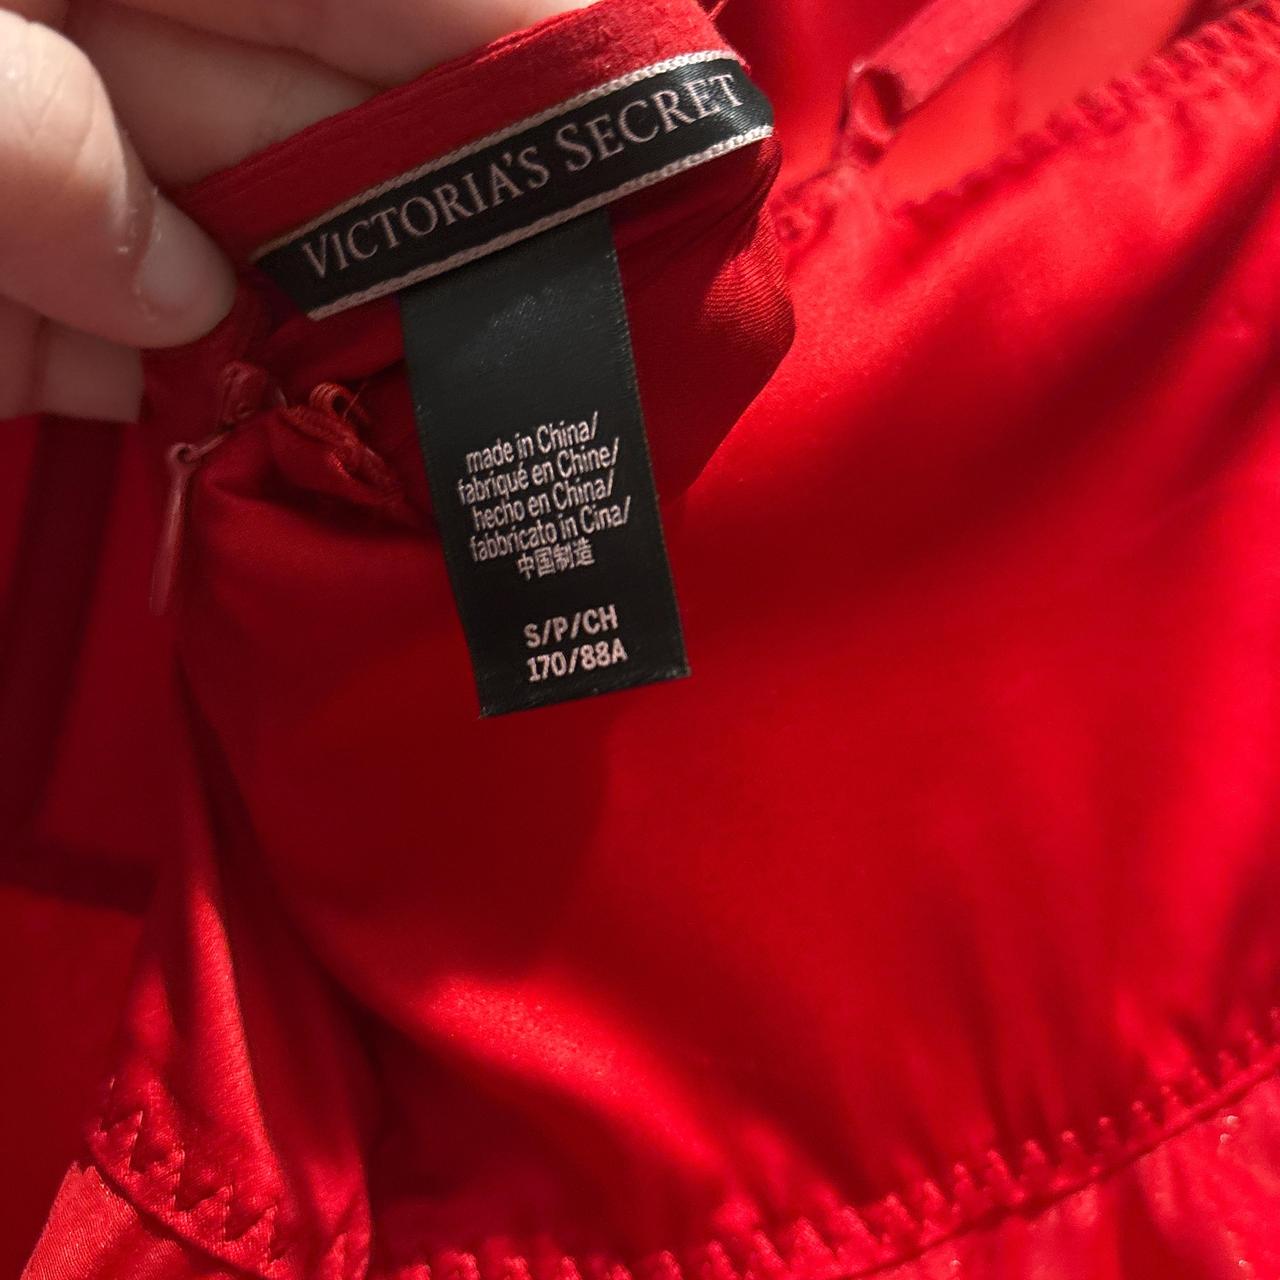 VICTORIA'S SECRET
made in China/
fabriqué en Chine/
hecho en China/
fabbricato in Cina/
中国制造
S/P/CH
170/88A